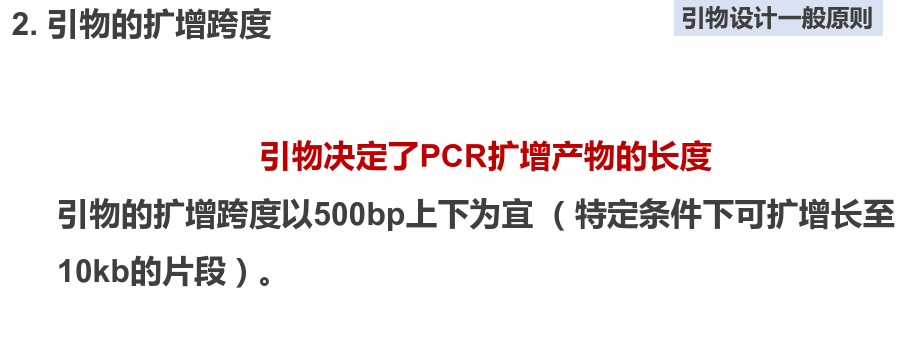 2. 引物的扩增跨度
引物设计一般原则
引物决定了PCR扩增产物的长度
引物的扩增跨度以500bp上下为宜 （特定条件下可扩增长至
10kb的片段）。